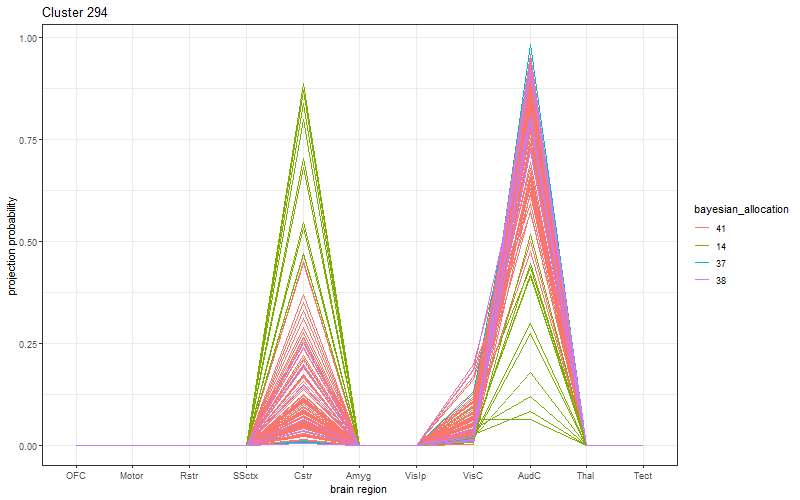 Cluster 294
1.00
0.75
0.50
0.25
0.00
projection probability
OFC Motor Rstr SSctx Cstr Amyg VisIp VisC AudC Thal Tect
brain region
bayesian_allocation
41
14
37
38